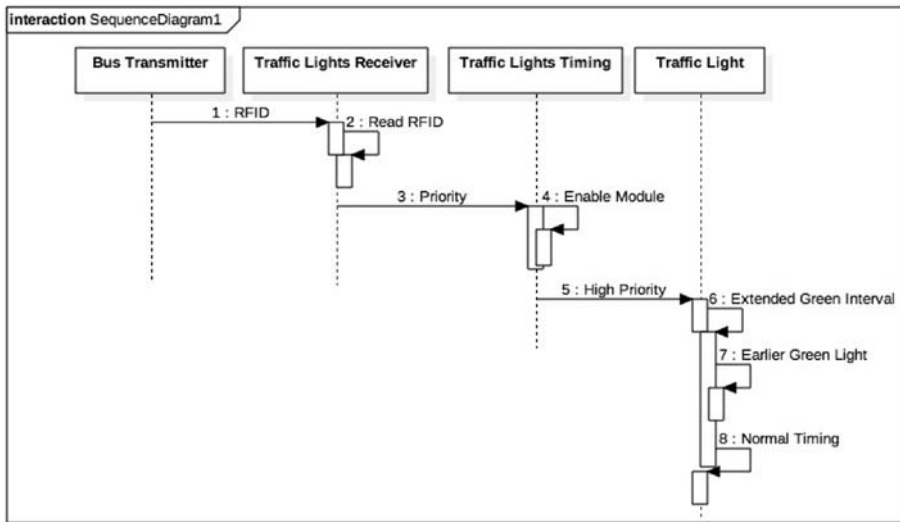 interaction SequenceDiagram1
Bus Transmitter
Traffic Lights Receiver
Traffic Lights Timing
Traffic Light
1 : RFID
2 : Read RFID
3 : Priority
4 : Enable Module
5 : High Priority
6 : Extended Green Interval
7 : Earlier Green Light
8 : Normal Timing